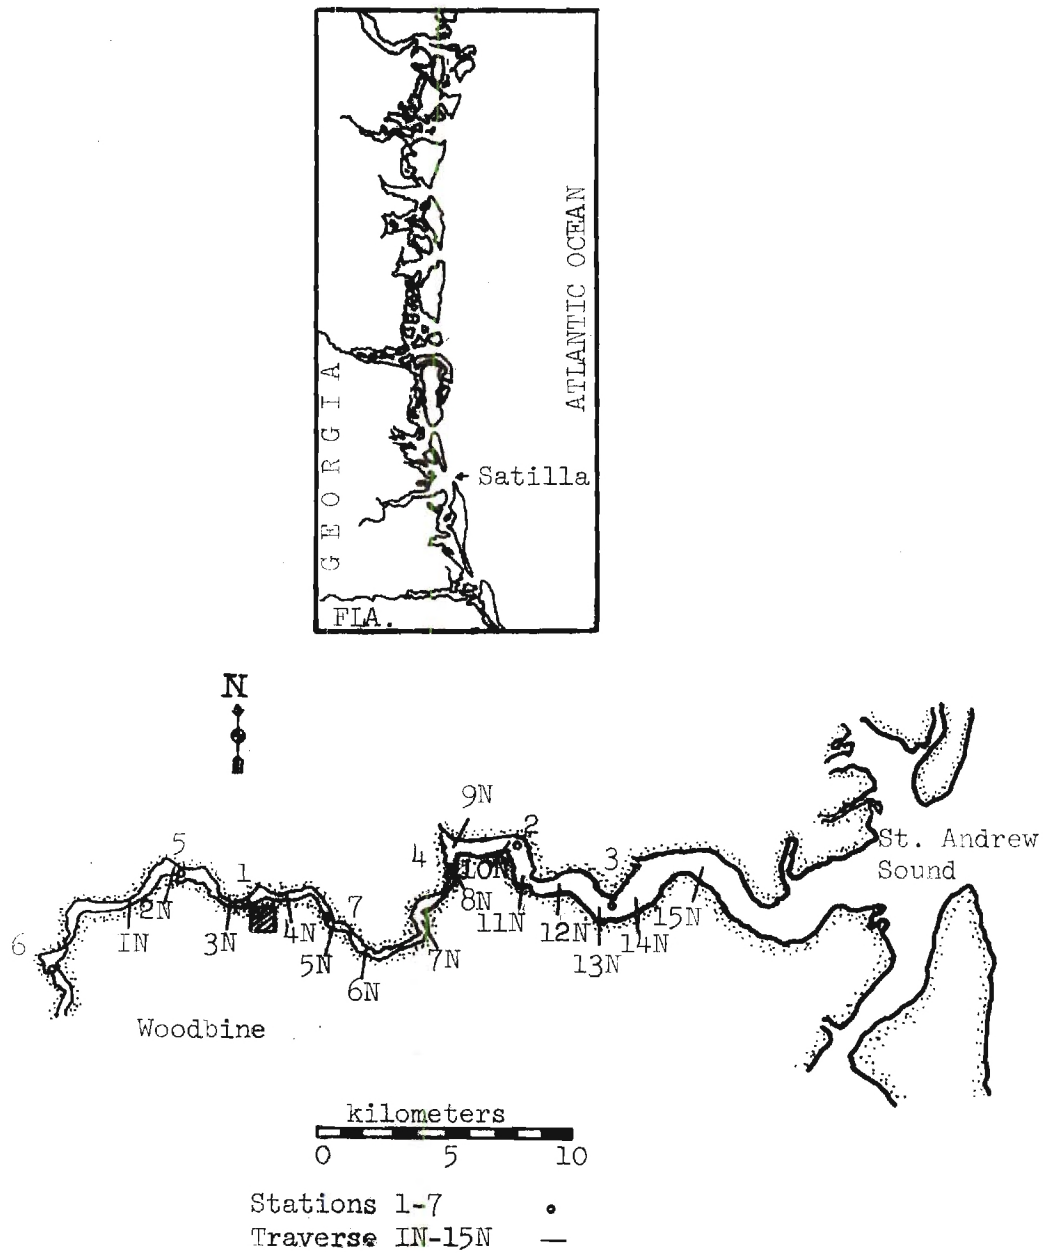 ATLANTIC OCEAN
GEORGIA
← Satilla
FLA.
N
9N
2
5
4
3
St. Andrew
Sound
1
10N
2N
8N
7
15N
11N
6
1N
3N
4N
12N
14N
5N
7N
13N
6N
Woodbine
kilometers
0 5 10
Stations 1-7
Traverse 1N-15N —